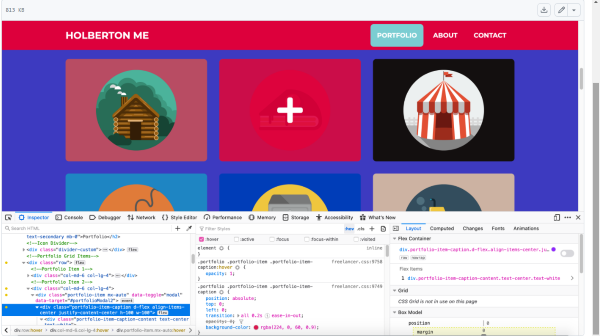 813 KB
HOLBERTON ME
PORTFOLIO ABOUT CONTACT
Inspector Console Debugger Network Style Editor Performance Memory Storage Accessibility What's New
Search HTML
Filter Styles
:hov .cls
Layout Computed Changes Fonts Animations
text-secondary mb-0">Portfolio</h2>
<!--Icon Divider-->
<div class="divider-custom"> </div> flex
<!--Portfolio Grid Items-->
<div class="row"> flex
<!--Portfolio Item 1-->
<div class="col-md-6 col-lg-4">
<!--Portfolio Item 2-->
<div class="col-md-6 col-lg-4">
<div class="portfolio-item mx-auto" data-toggle="modal"
data-target="#portfolioModal2"> event
<div class="portfolio-item-caption d-flex align-items-
center justify-content-center h-100 w-100"> flex
<div class="portfolio-item-caption-content text-center
div.row
div.col-md-6.col-lg-4
div.portfolio-item.mx-auto
:hover :active :focus :focus-within :visited
element { inline
}
.portfolio .portfolio-item .portfolio-item-
caption:hover { freelancer.css:9758
opacity: 1;
}
.portfolio .portfolio-item .portfolio-item-
caption { freelancer.css:9749
position: absolute;
top: 0;
left: 0;
transition: all 0.2s ease-in-out;
opacity: 0;
background-color: rgba(224, 0, 60, 0.9);
Flex Container
div.portfolio-item-caption.d-flex.align-items-center.ju…
row nowrap
Flex Items
1 div.portfolio-item-caption-content.text-center.text-white
Grid
CSS Grid is not in use on this page
Box Model
position 0
margin 0